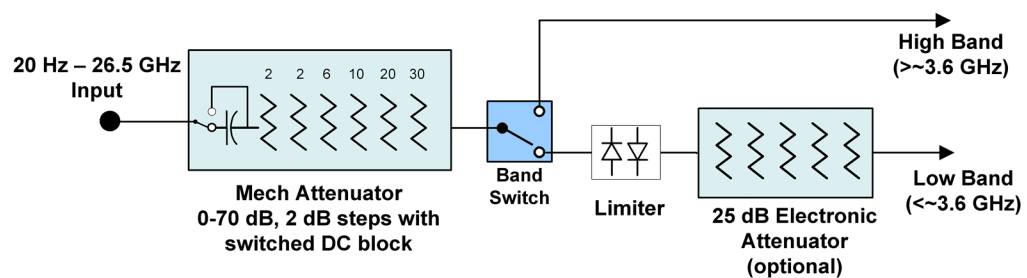 20 Hz – 26.5 GHz
Input
2 2 6 10 20 30
Mech Attenuator
0-70 dB, 2 dB steps with
switched DC block
Band
Switch
Limiter
25 dB Electronic
Attenuator
(optional)
High Band
(>~3.6 GHz)
Low Band
(<~3.6 GHz)